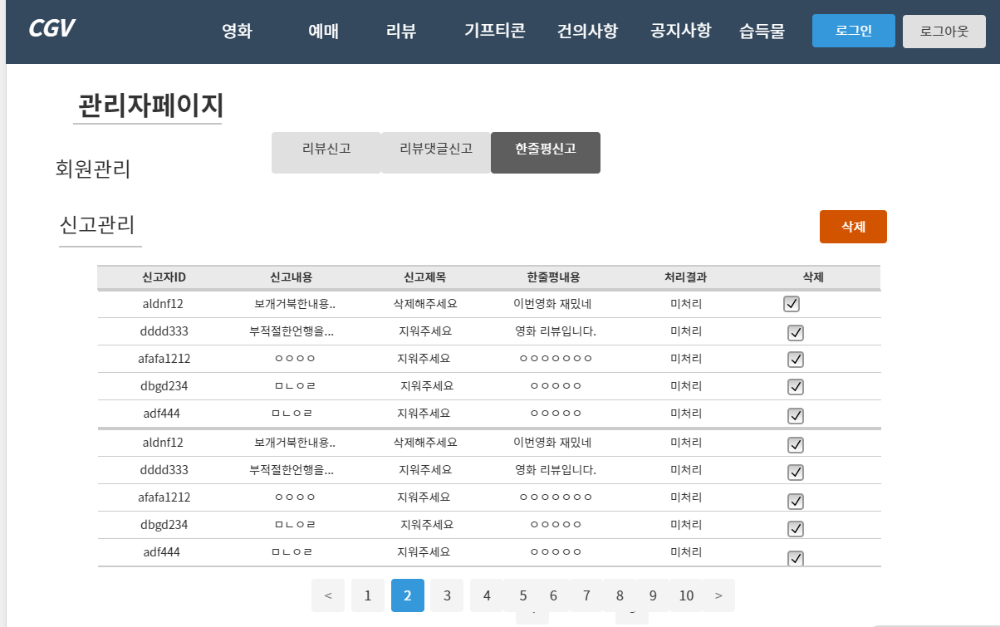 CGV 영화 예매 리뷰 기프티콘 건의사항 공지사항 습득물 로그인 로그아웃
관리자페이지
리뷰신고 리뷰댓글신고 한줄평신고
회원관리
신고관리
삭제
신고자ID 신고내용 신고제목 한줄평내용 처리결과 삭제
aldnf12 보개거북한내용.. 삭제해주세요 이번영화 재밌네 미처리
dddd333 부적절한언행을... 지워주세요 영화 리뷰입니다. 미처리
afafa1212 ㅇㅇㅇㅇ 지워주세요 ㅇㅇㅇㅇㅇㅇㅇ 미처리
dbgd234 ㅁㄴㅇㄹ 지워주세요 ㅇㅇㅇㅇㅇ 미처리
adf444 ㅁㄴㅇㄹ 지워주세요 ㅇㅇㅇㅇㅇ 미처리
aldnf12 보개거북한내용.. 삭제해주세요 이번영화 재밌네 미처리
dddd333 부적절한언행을... 지워주세요 영화 리뷰입니다. 미처리
afafa1212 ㅇㅇㅇㅇ 지워주세요 ㅇㅇㅇㅇㅇㅇㅇ 미처리
dbgd234 ㅁㄴㅇㄹ 지워주세요 ㅇㅇㅇㅇㅇ 미처리
adf444 ㅁㄴㅇㄹ 지워주세요 ㅇㅇㅇㅇㅇ 미처리
< 1 2 3 4 5 6 7 8 9 10 >